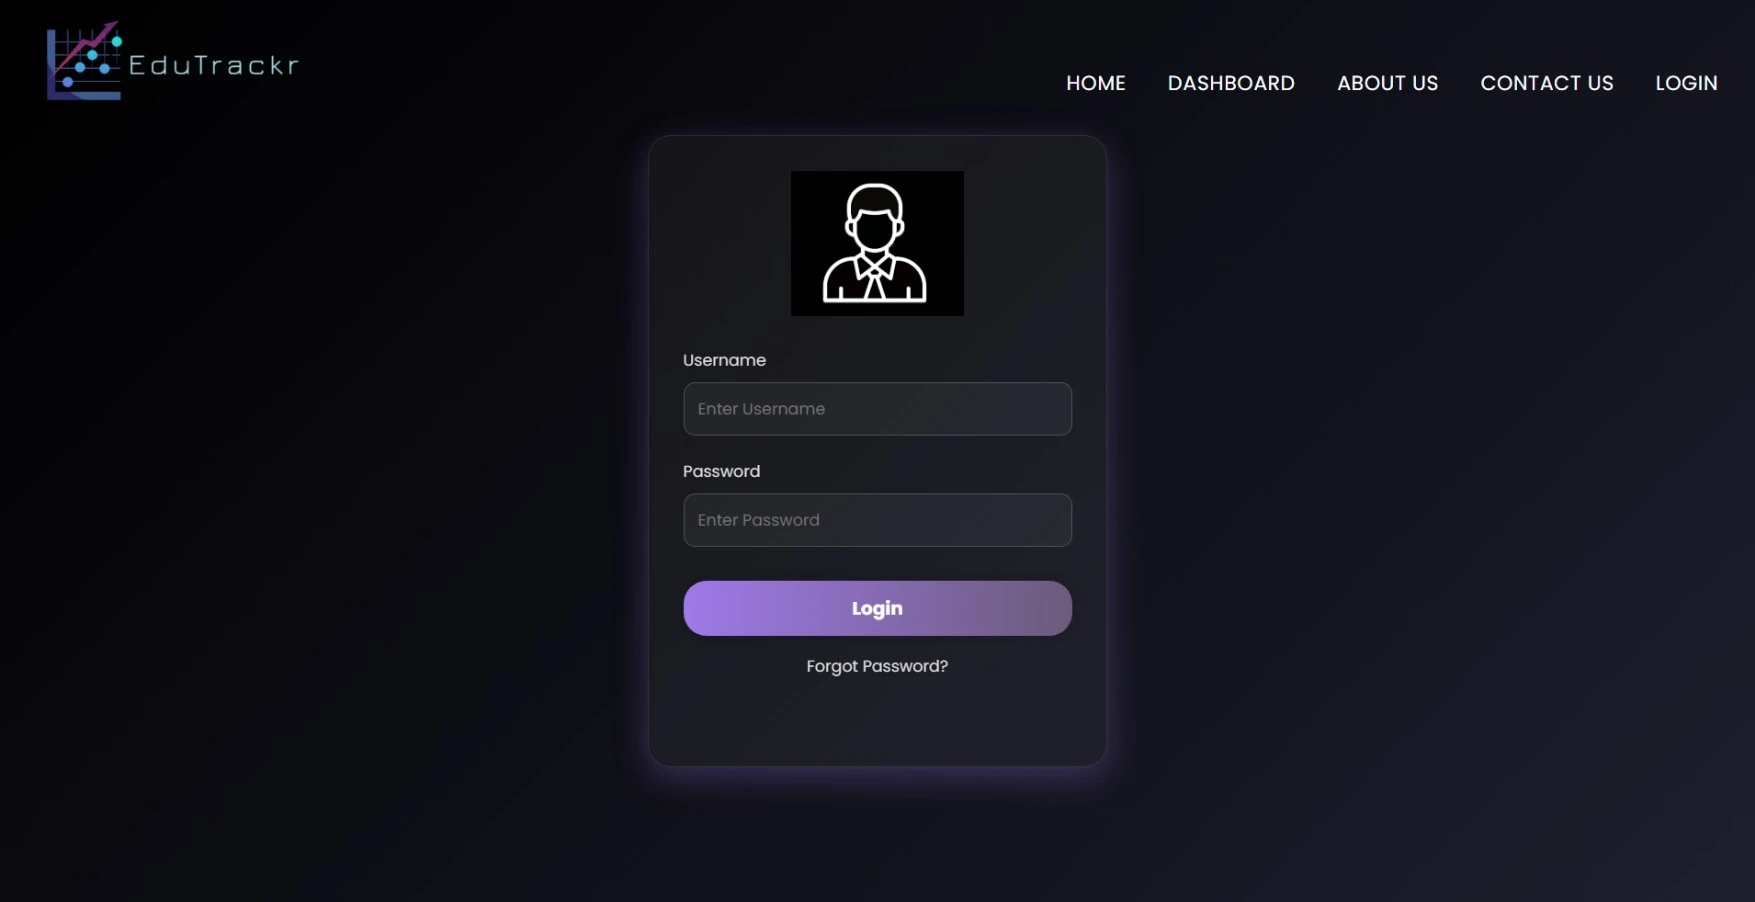 EduTrackr
HOME DASHBOARD ABOUT US CONTACT US LOGIN
Username
Enter Username
Password
Enter Password
Login
Forgot Password?